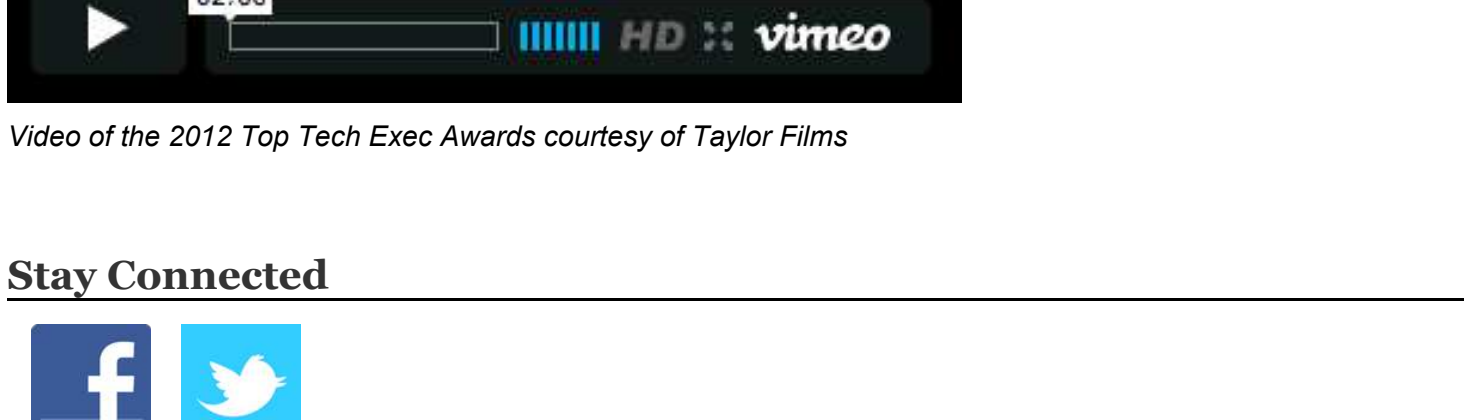 HD vimeo
Video of the 2012 Top Tech Exec Awards courtesy of Taylor Films
Stay Connected